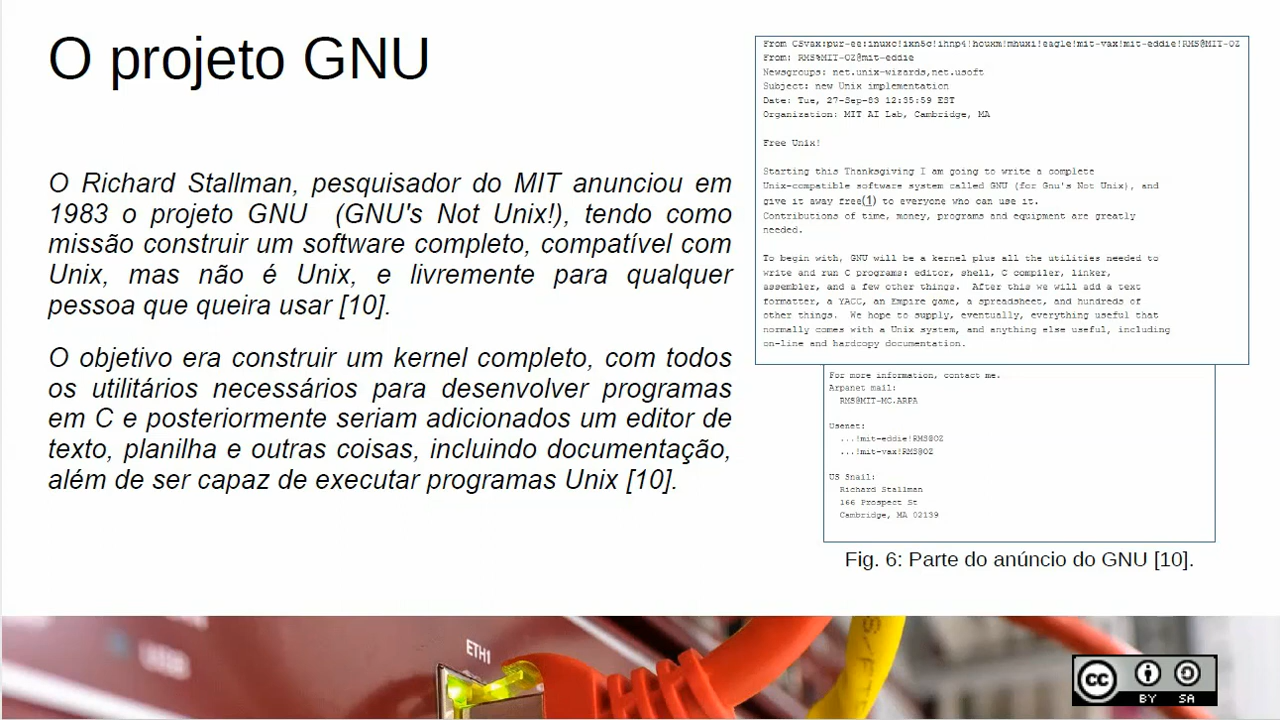 O projeto GNU
O Richard Stallman, pesquisador do MIT anunciou em
1983 o projeto GNU (GNU's Not Unix!), tendo como
missão construir um software completo, compatível com
Unix, mas não é Unix, e livremente para qualquer
pessoa que queira usar [10].
O objetivo era construir um kernel completo, com todos
os utilitários necessários para desenvolver programas
em C e posteriormente seriam adicionados um editor de
texto, planilha e outras coisas, incluindo documentação,
além de ser capaz de executar programas Unix [10].
From CSvax:pur-ee:inuxc!ixn5c!ihnp4!houxm!mhuxi!eagle!mit-vax!mit-eddie!RMS@MIT-OZ
From: RMS%MIT-OZ@mit-eddie
Newsgroups: net.unix-wizards,net.usoft
Subject: new Unix implementation
Date: Tue, 27-Sep-83 12:35:59 EST
Organization: MIT AI Lab, Cambridge, MA
Free Unix!
Starting this Thanksgiving I am going to write a complete
Unix-compatible software system called GNU (for Gnu's Not Unix), and
give it away free(1) to everyone who can use it.
Contributions of time, money, programs and equipment are greatly
needed.
To begin with, GNU will be a kernel plus all the utilities needed to
write and run C programs: editor, shell, C compiler, linker,
assembler, and a few other things. After this we will add a text
formatter, a YACC, an Empire game, a spreadsheet, and hundreds of
other things. We hope to supply, eventually, everything useful that
normally comes with a Unix system, and anything else useful, including
on-line and hardcopy documentation.
For more information, contact me.
Arpanet mail:
RMS@MIT-MC.ARPA
Usenet:
...!mit-eddie!RMS@OZ
...!mit-vax!RMS@OZ
US Snail:
Richard Stallman
166 Prospect St
Cambridge, MA 02139
Fig. 6: Parte do anúncio do GNU [10].
ETH1
cc
BY SA